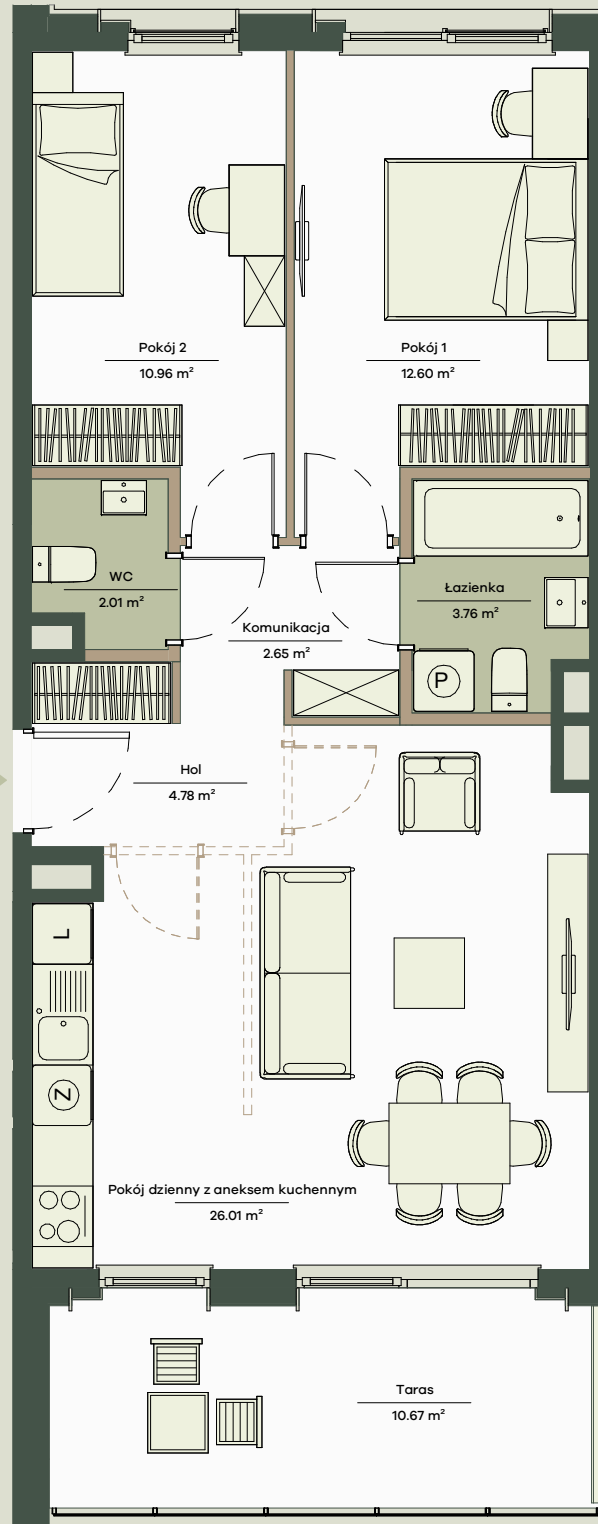 Pokój 2
10.96 m²
Pokój 1
12.60 m²
WC
2.01 m²
Łazienka
3.76 m²
Komunikacja
2.65 m²
P
Hol
4.78 m²
L
Z
Pokój dzienny z aneksem kuchennym
26.01 m²
Taras
10.67 m²